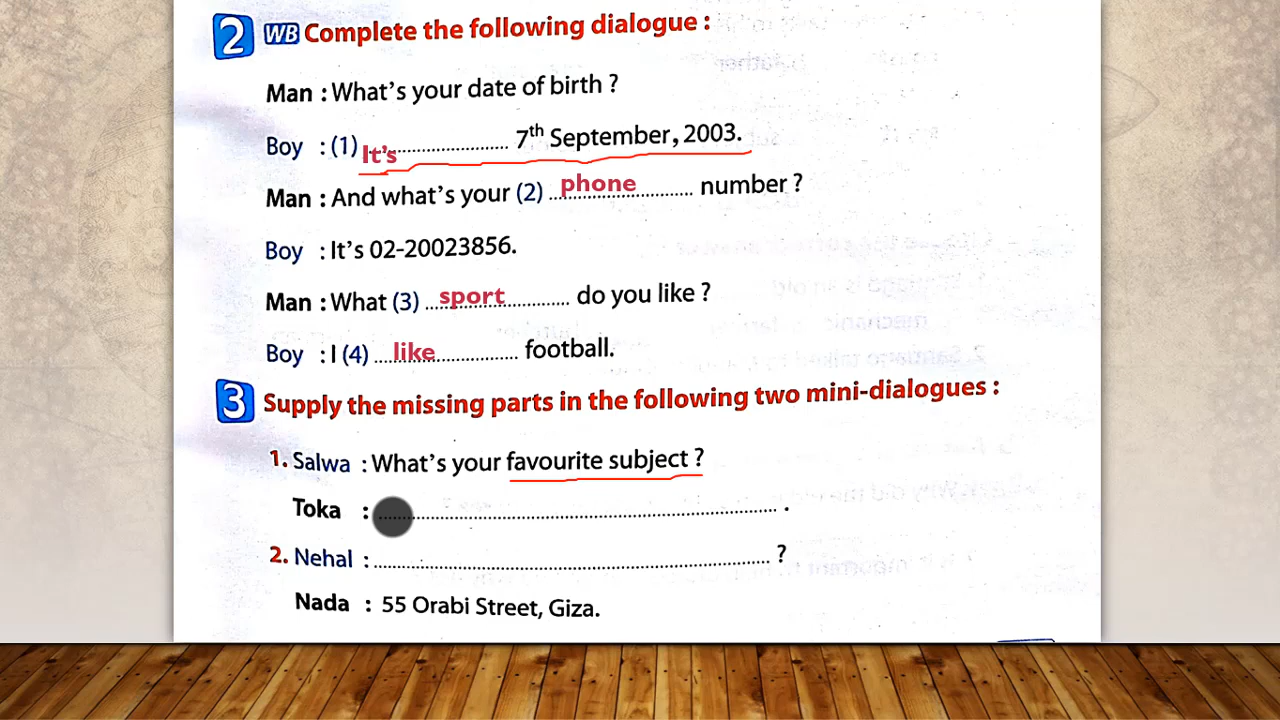 2 WB Complete the following dialogue :
Man : What's your date of birth ?
Boy : (1) It's .................... 7th September, 2003.
Man : And what's your (2) phone .................... number ?
Boy : It's 02-20023856.
Man : What (3) sport .................... do you like ?
Boy : I (4) like .................... football.
3 Supply the missing parts in the following two mini-dialogues :
1. Salwa : What's your favourite subject ?
Toka : .................................................. .
2. Nehal : .................................................. ?
Nada : 55 Orabi Street, Giza.